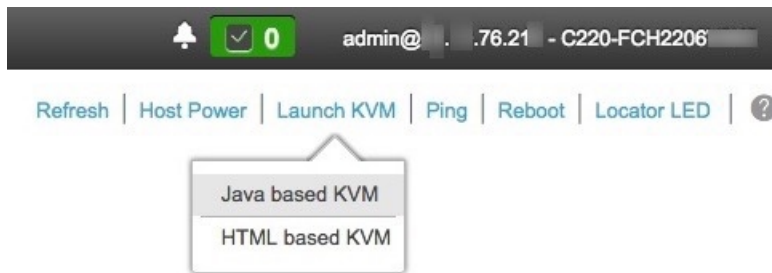 0 admin@ . .76.21 - C220-FCH2206
Refresh | Host Power | Launch KVM | Ping | Reboot | Locator LED | ?
Java based KVM
HTML based KVM